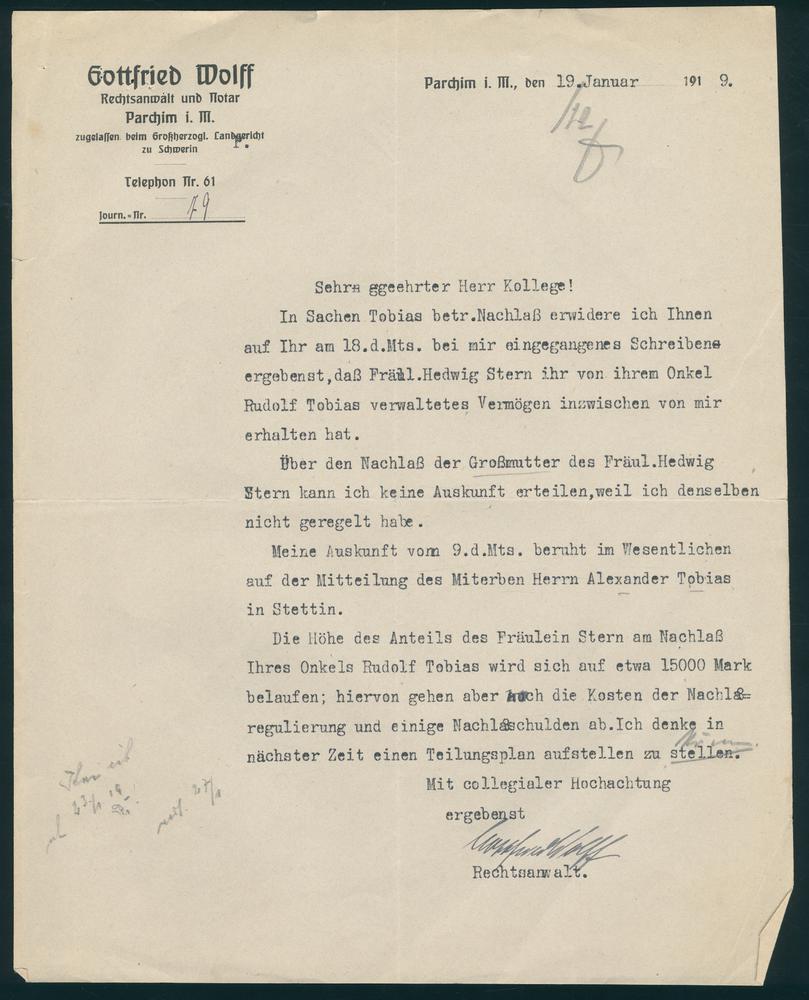 Gottfried Wolff
Rechtsanwalt und Notar
Parchim i. M.
zugelassen beim Großherzogl. Landgericht
zu Schwerin
P.
Telephon Nr. 61
Journ.-Nr. 79
Parchim i. M., den 19.Januar 191 9.
Sehrn ggeehrter Herr Kollege!
In Sachen Tobias betr.Nachlaß erwidere ich Ihnen
auf Ihr am 18.d.Mts. bei mir eingegangenes Schreibens
ergebenst,daß Fräul.Hedwig Stern ihr von ihrem Onkel
Rudolf Tobias verwaltetes Vermögen inzwischen von mir
erhalten hat.
Über den Nachlaß der Großmutter des Fräul.Hedwig
Stern kann ich keine Auskunft erteilen,weil ich denselben
nicht geregelt habe.
Meine Auskunft vom 9.d.Mts. beruht im Wesentlichen
auf der Mitteilung des Miterben Herrn Alexander Tobias
in Stettin.
Die Höhe des Anteils des Fräulein Stern am Nachlaß
Ihres Onkels Rudolf Tobias wird sich auf etwa 15000 Mark
belaufen; hiervon gehen aber auch die Kosten der Nachlaß=
regulierung und einige Nachlaßschulden ab.Ich denke in
nächster Zeit einen Teilungsplan aufstellen zu stellen.
Mit collegialer Hochachtung
ergebenst
Gottfried Wolff
Rechtsanwalt.